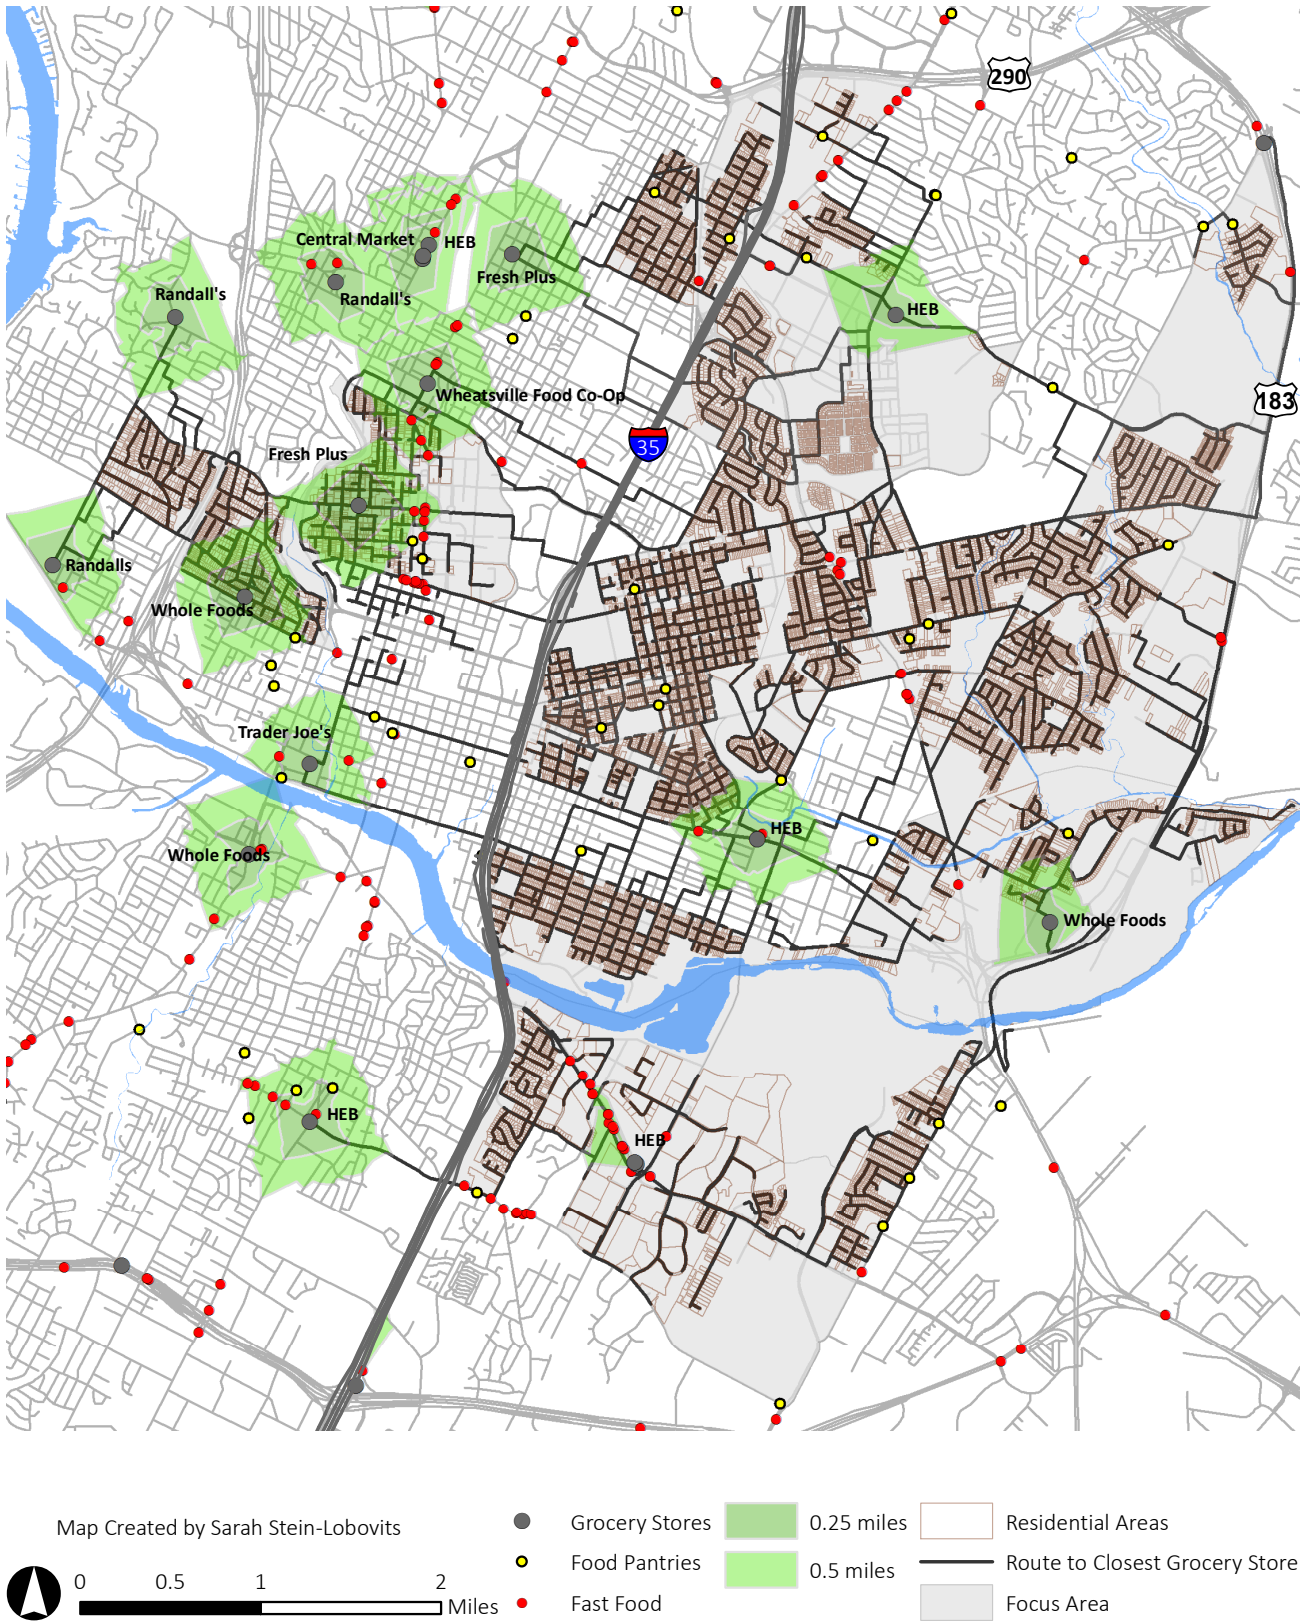 290
Central Market
HEB
Fresh Plus
Randall's
Randall's
HEB
183
Wheatsville Food Co-Op
35
Fresh Plus
Randalls
Whole Foods
Trader Joe's
HEB
Whole Foods
Whole Foods
HEB
HEB
Map Created by Sarah Stein-Lobovits
0 0.5 1 2
Miles
Grocery Stores
Food Pantries
Fast Food
0.25 miles
0.5 miles
Residential Areas
Route to Closest Grocery Store
Focus Area